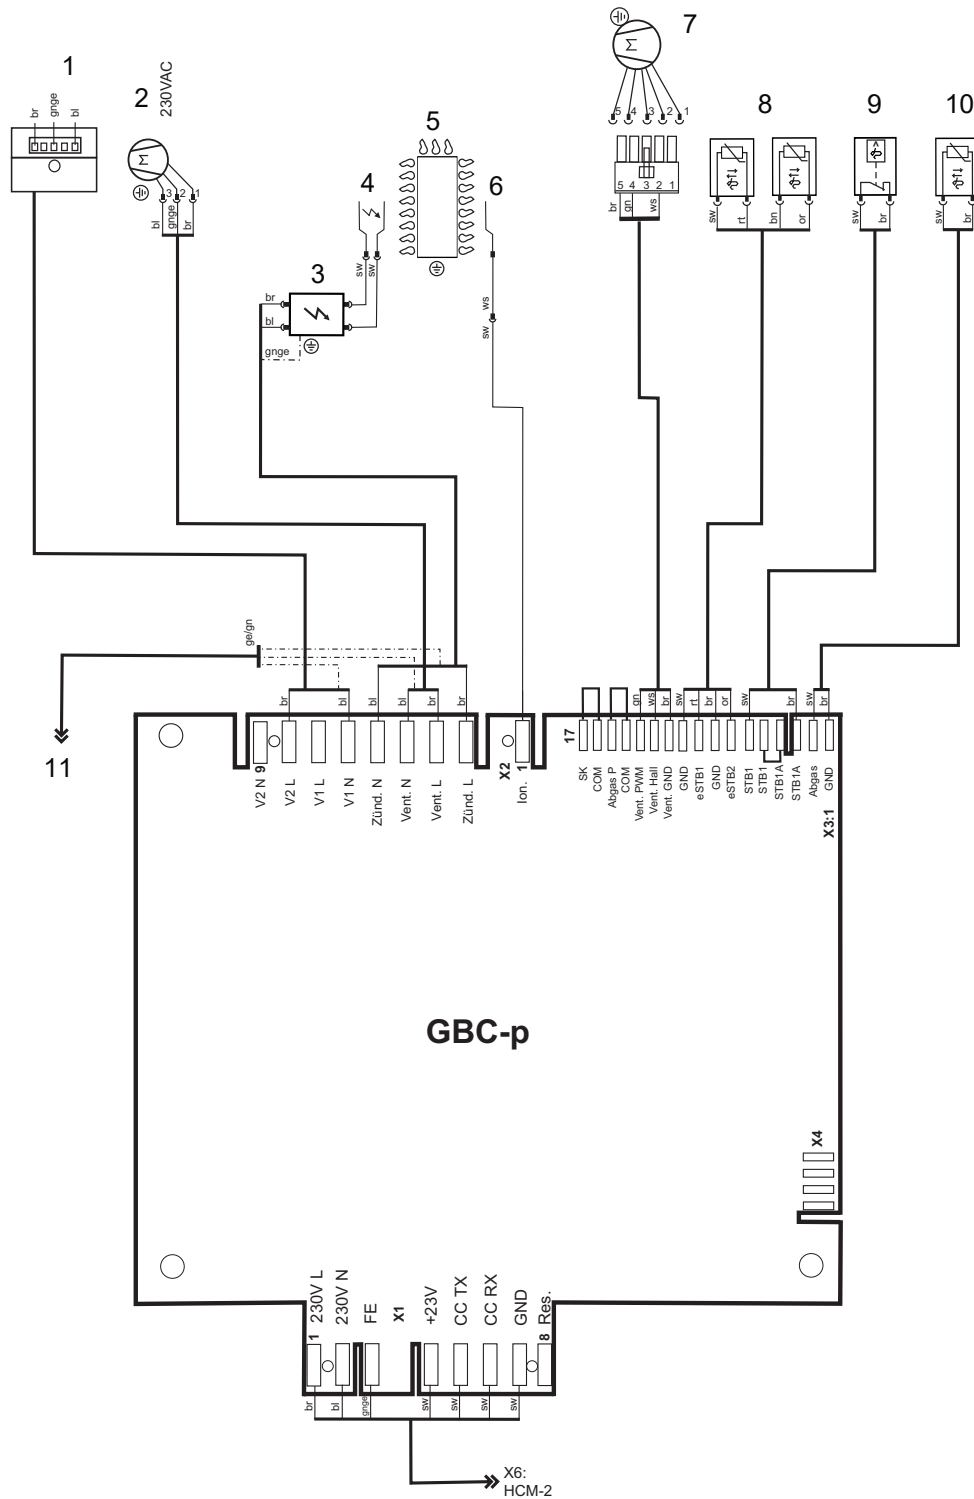 1
2
230VAC
3
4
5
6
7
8
9
10
br
gnge
bl
3 2 1
bl
gnge
br
br
bl
gnge
sw
sw
ws
sw
5 4 3 2 1
5 4 3 2 1
br
gn
ws
sw
rt
bn
or
sw
br
sw
br
ge/gn
11
br
bl
bl
bl
br
br
gn
ws
br
sw
rt
br
or
sw
br
sw
br
9
V2 N
V2 L
V1 L
V1 N
Zünd. N
Vent. N
Vent. L
Zünd. L
X2
1
Ion.
17
SK
COM
Abgas P
COM
Vent. PWM
Vent. Hall
Vent. GND
GND
eSTB1
GND
eSTB2
STB1
STB1
STB1A
STB1A
Abgas
GND
X3:1
GBC-p
X4
1
230V L
230V N
FE
X1
+23V
CC TX
CC RX
GND
8
Res.
br
bl
gnge
sw
sw
sw
sw
X6:
HCM-2